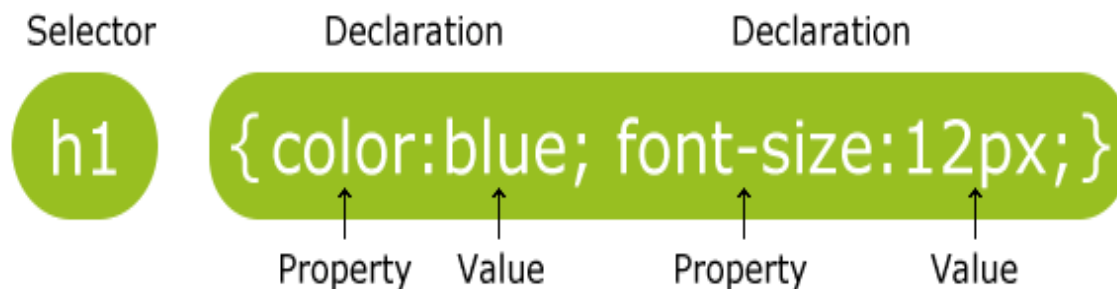 Selector Declaration Declaration
h1 {color:blue; font-size:12px;}
Property Value Property Value